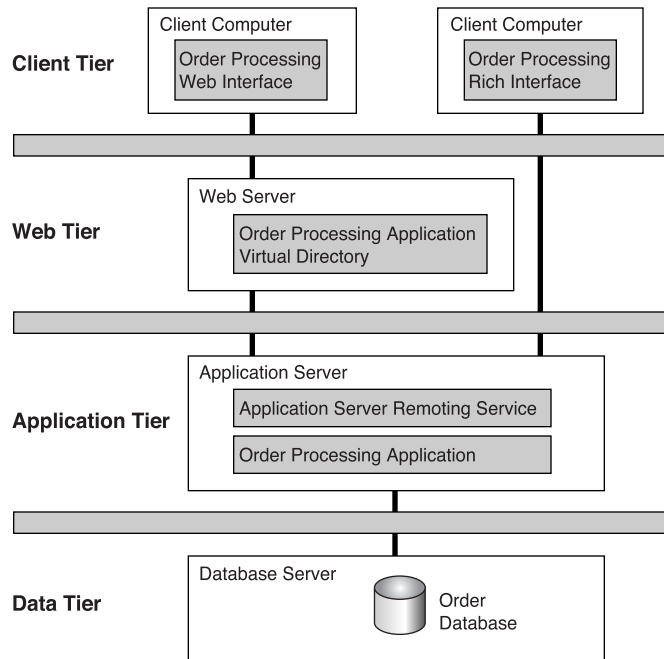 Client Tier
Client Computer
Order Processing
Web Interface
Client Computer
Order Processing
Rich Interface
Web Tier
Web Server
Order Processing Application
Virtual Directory
Application Tier
Application Server
Application Server Remoting Service
Order Processing Application
Data Tier
Database Server
Order
Database